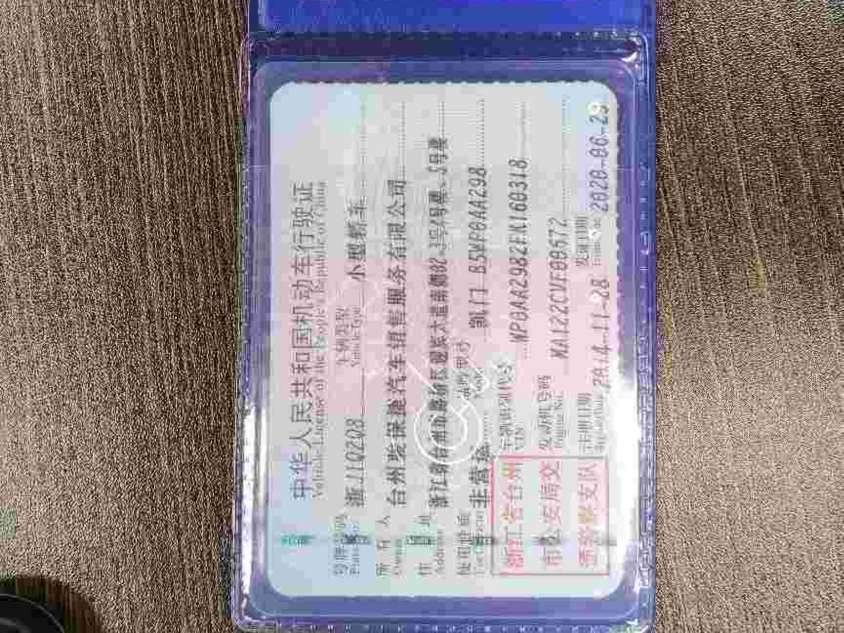 中华人民共和国机动车行驶证
Vehicle License of the People's Republic of China
号牌号码 浙J1Q2Q8 车辆类型 小型轿车
Plate No. Vehicle Type
所有人 台州骏保捷汽车销售服务有限公司
Owner
住址 浙江省台州市路桥区
Address
使用性质 非营运 品牌型号 凯门
Use Character Model
浙江省台州
市公安局交
通警察支队
车辆识别代号
VIN
发动机号码
Engine No.
注册日期 2014-11-28 发证日期 2020-06-29
Register Date Issue Date